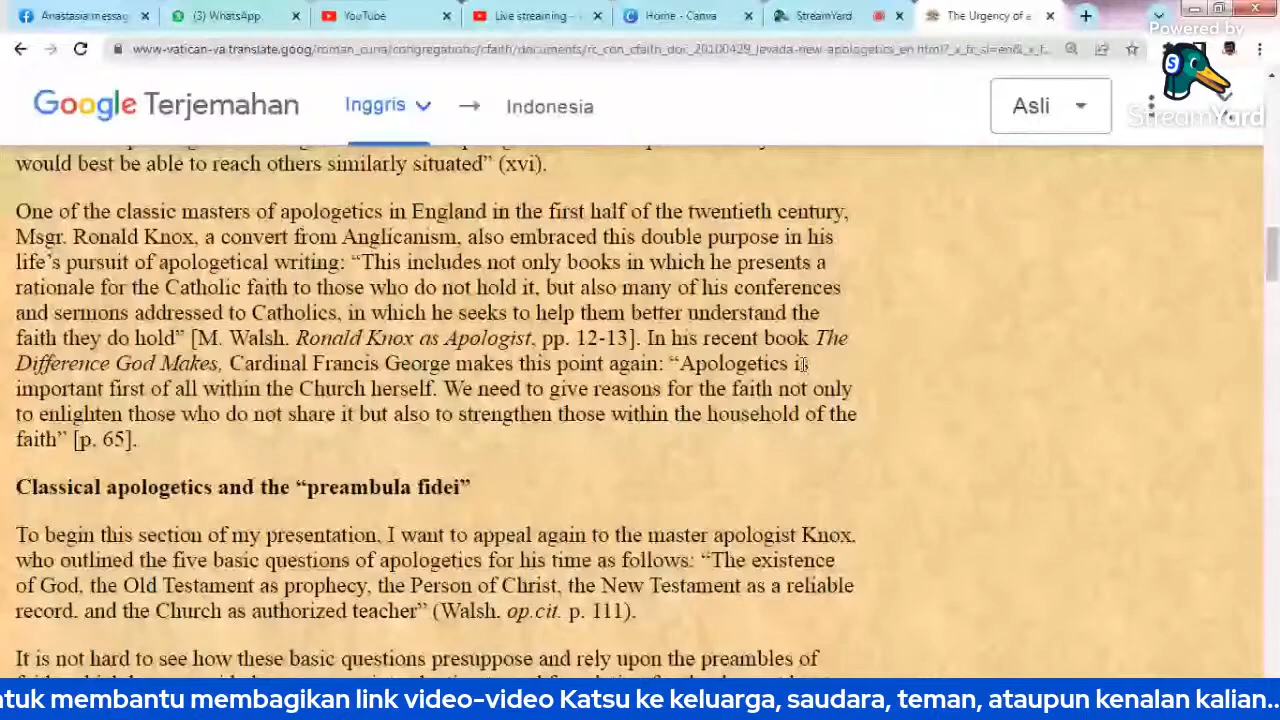 Anastasia messag
(3) WhatsApp
YouTube
Live streaming -
Home - Canva
StreamYard
The Urgency of a
Powered by
StreamYard
Google Terjemahan
Inggris
Indonesia
Asli
would best be able to reach others similarly situated” (xvi).
One of the classic masters of apologetics in England in the first half of the twentieth century,
Msgr. Ronald Knox, a convert from Anglicanism, also embraced this double purpose in his
life’s pursuit of apologetical writing: “This includes not only books in which he presents a
rationale for the Catholic faith to those who do not hold it, but also many of his conferences
and sermons addressed to Catholics, in which he seeks to help them better understand the
faith they do hold” [M. Walsh. Ronald Knox as Apologist, pp. 12-13]. In his recent book The
Difference God Makes, Cardinal Francis George makes this point again: “Apologetics is
important first of all within the Church herself. We need to give reasons for the faith not only
to enlighten those who do not share it but also to strengthen those within the household of the
faith” [p. 65].
Classical apologetics and the “preambula fidei”
To begin this section of my presentation, I want to appeal again to the master apologist Knox,
who outlined the five basic questions of apologetics for his time as follows: “The existence
of God, the Old Testament as prophecy, the Person of Christ, the New Testament as a reliable
record, and the Church as authorized teacher” (Walsh. op.cit. p. 111).
It is not hard to see how these basic questions presuppose and rely upon the preambles of
ntuk membantu membagikan link video-video Katsu ke keluarga, saudara, teman, ataupun kenalan kalian..